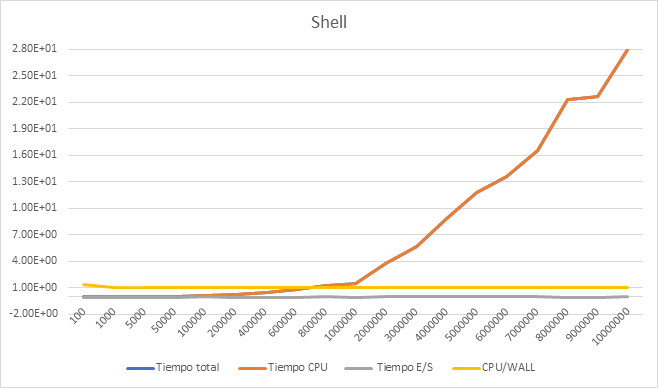 Shell
2.80E+01
2.50E+01
2.20E+01
1.90E+01
1.60E+01
1.30E+01
1.00E+01
7.00E+00
4.00E+00
1.00E+00
-2.00E+00
100
1000
5000
50000
100000
200000
400000
600000
800000
1000000
2000000
3000000
4000000
5000000
6000000
7000000
8000000
9000000
10000000
Tiempo total Tiempo CPU Tiempo E/S CPU/WALL